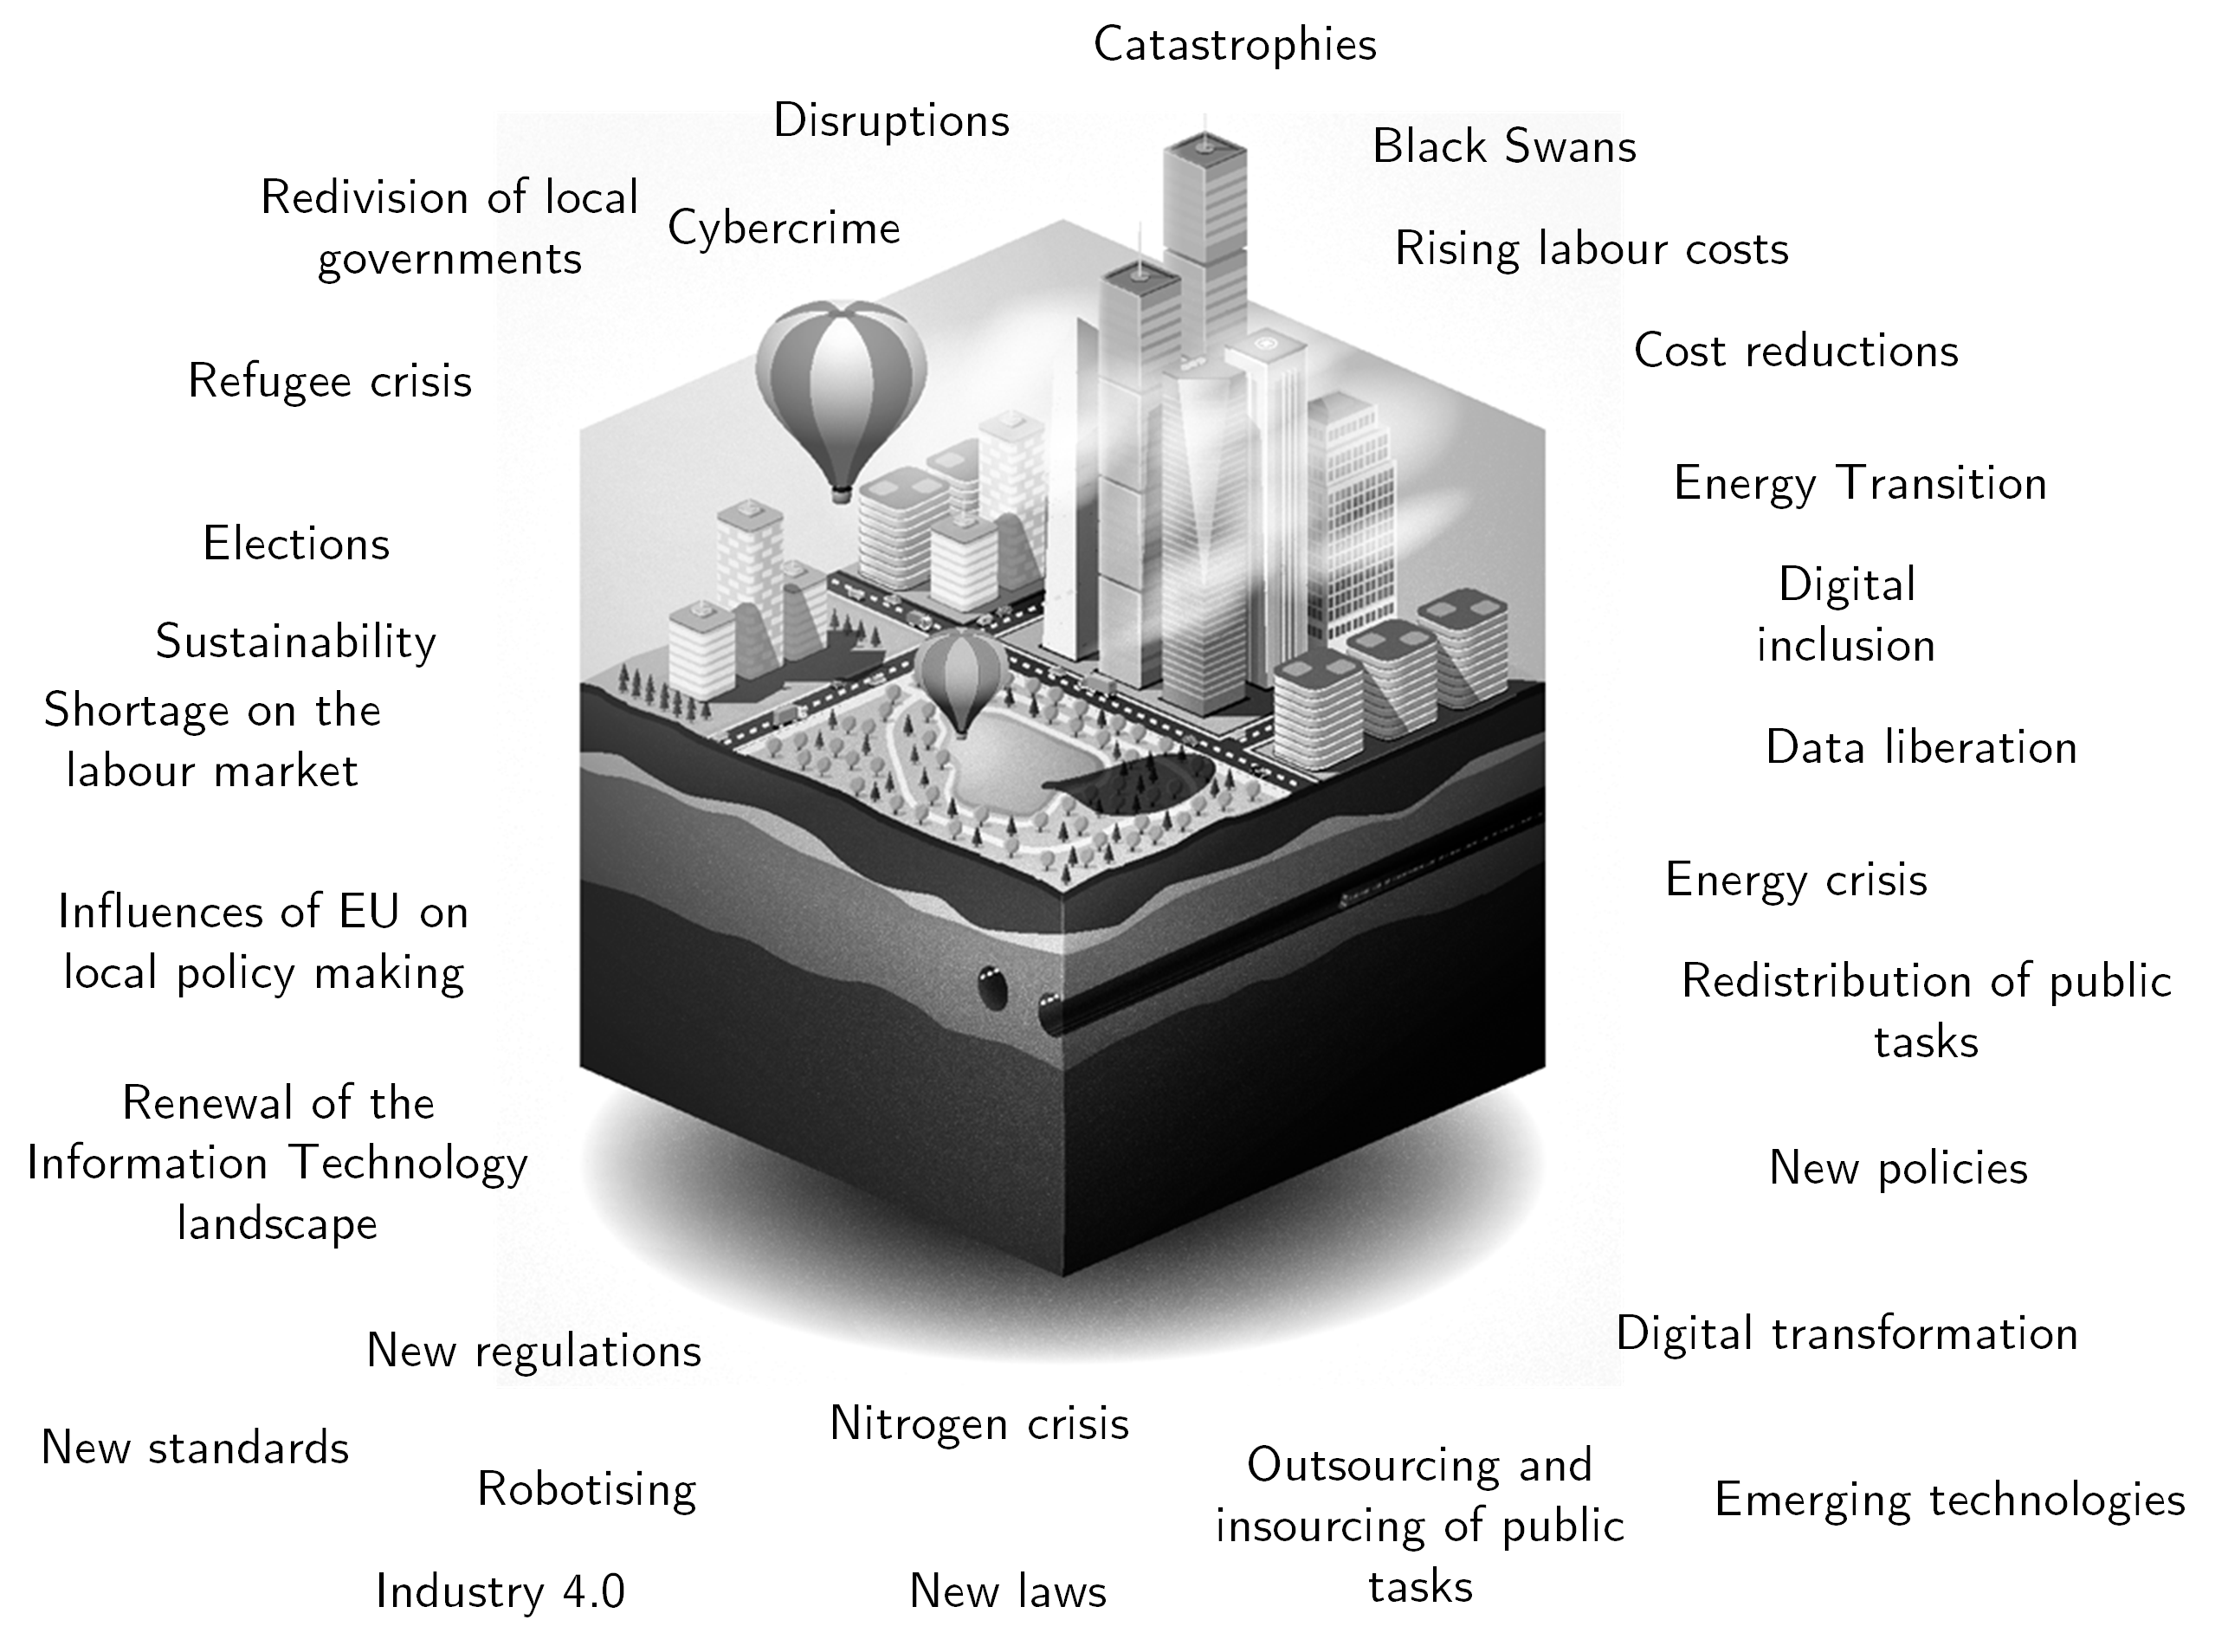 Catastrophies
Disruptions
Black Swans
Redivision of local
governments
Cybercrime
Rising labour costs
Refugee crisis
Cost reductions
Elections
Energy Transition
Digital
inclusion
Sustainability
Shortage on the
labour market
Data liberation
Influences of EU on
local policy making
Energy crisis
Redistribution of public
tasks
Renewal of the
Information Technology
landscape
New policies
New regulations
Digital transformation
New standards
Nitrogen crisis
Robotising
Outsourcing and
insourcing of public
tasks
Emerging technologies
Industry 4.0
New laws